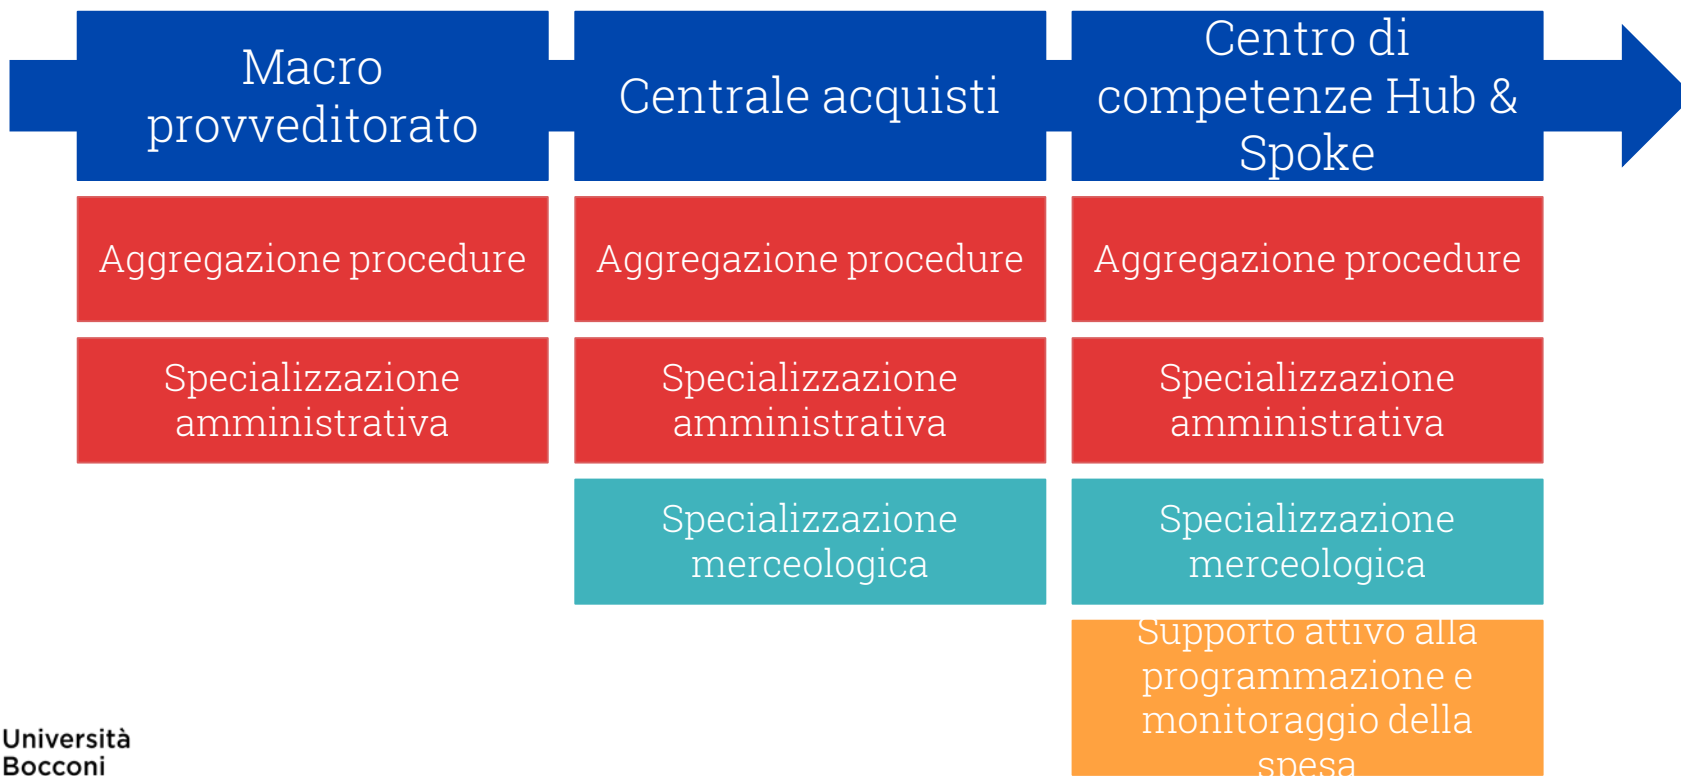 Macro
provveditorato
Centrale acquisti
Centro di
competenze Hub &
Spoke
Aggregazione procedure
Aggregazione procedure
Aggregazione procedure
Specializzazione
amministrativa
Specializzazione
amministrativa
Specializzazione
amministrativa
Specializzazione
merceologica
Specializzazione
merceologica
Supporto attivo alla
programmazione e
monitoraggio della
spesa
Università
Bocconi